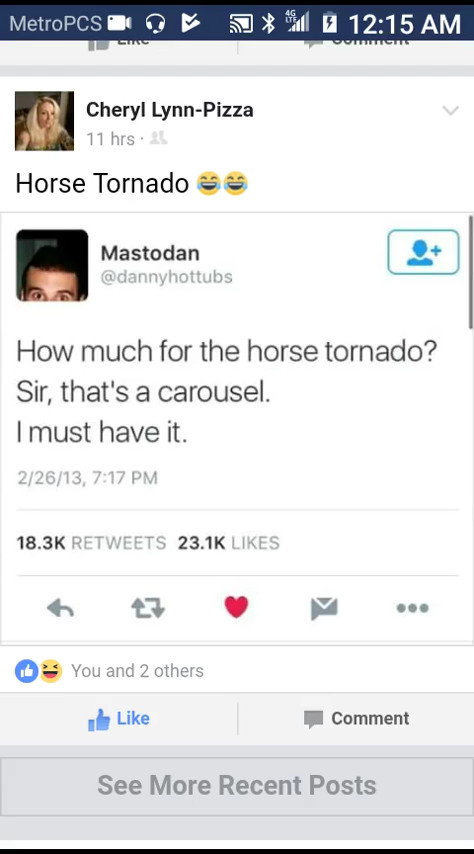 MetroPCS 4G LTE 12:15 AM
Like Comment
Cheryl Lynn-Pizza
11 hrs ·
Horse Tornado 😂😂
Mastodan
@dannyhottubs
How much for the horse tornado?
Sir, that's a carousel.
I must have it.
2/26/13, 7:17 PM
18.3K RETWEETS 23.1K LIKES
You and 2 others
Like Comment
See More Recent Posts